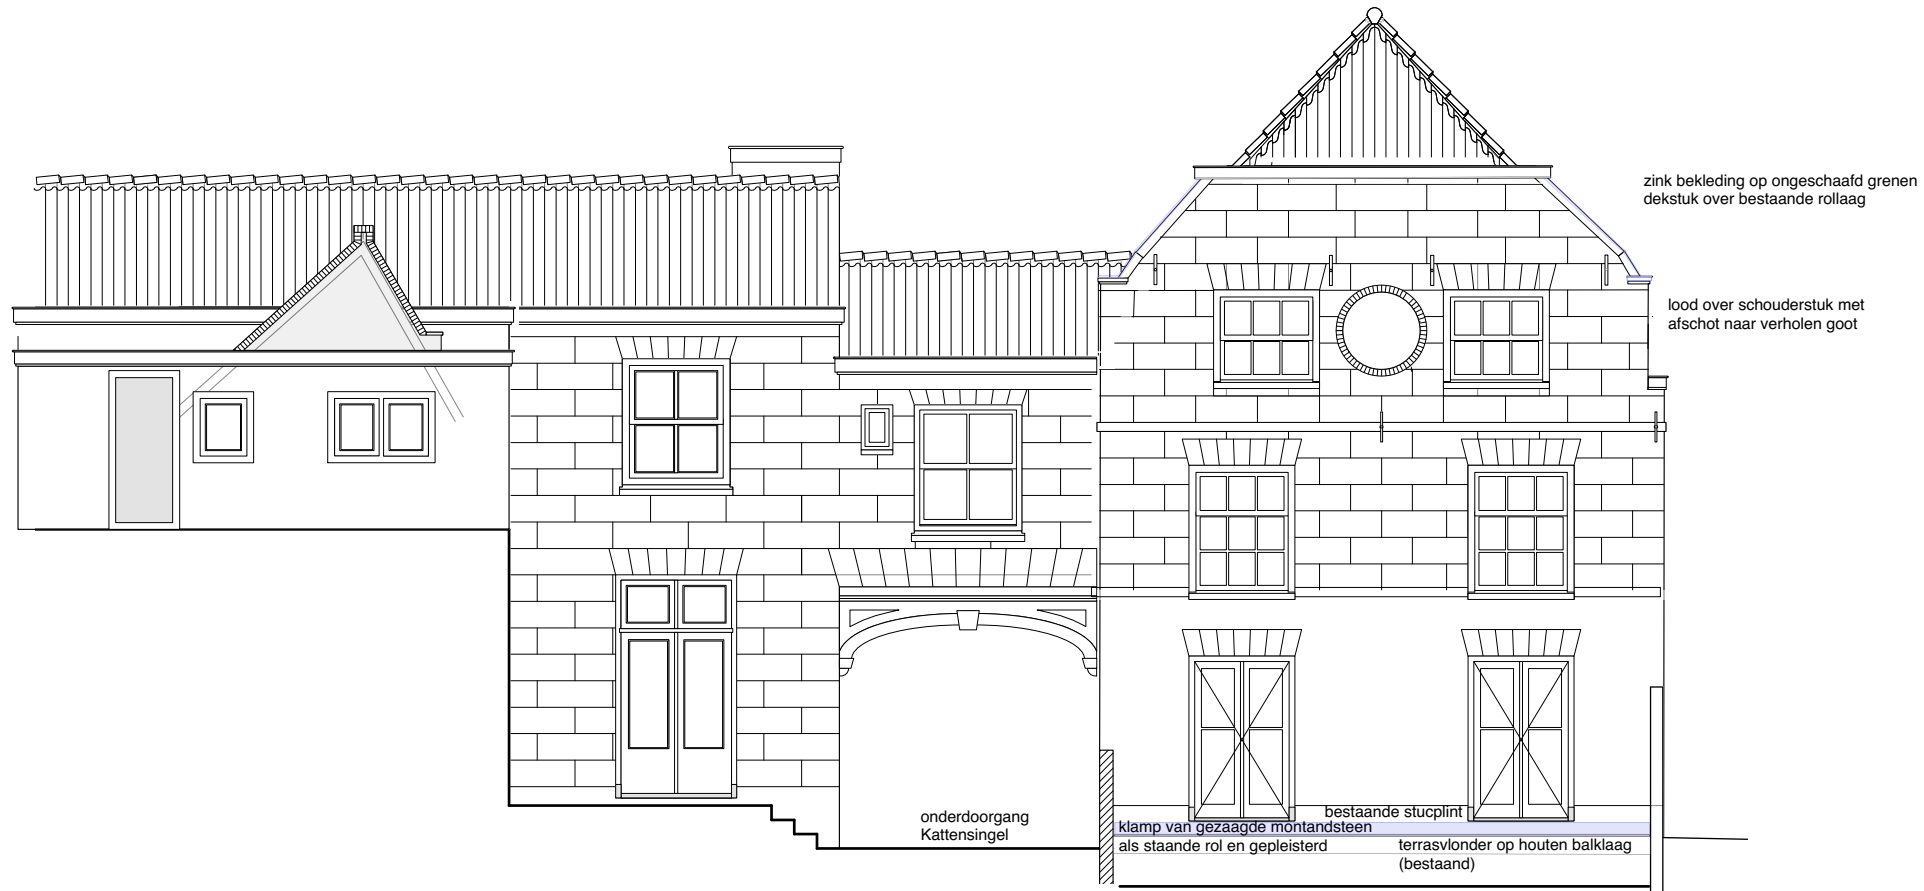 zink bekleding op ongeschaafd grenen
dekstuk over bestaande rollaag
lood over schouderstuk met
afschot naar verholen goot
onderdoorgang
Kattensingel
bestaande stucplint
klamp van gezaagde montandsteen
als staande rol en gepleisterd
terrasvlonder op houten balklaag
(bestaand)